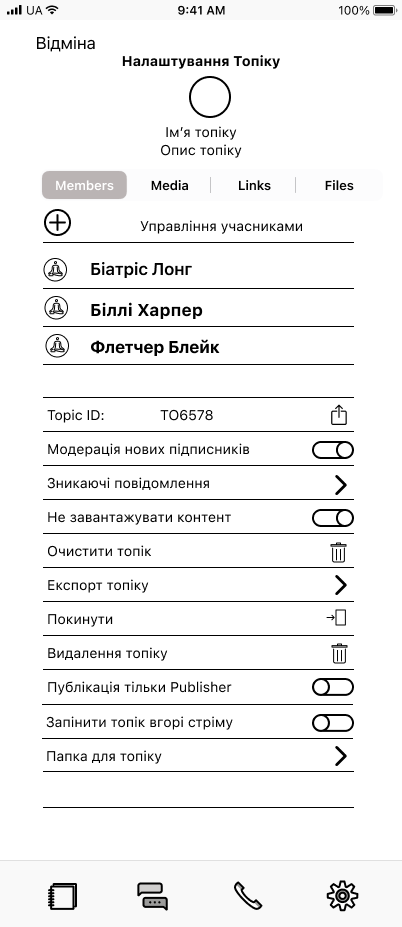 UA 9:41 AM 100%
Відміна
Налаштування Топіку
Ім’я топіку
Опис топіку
Members Media Links Files
Управління учасниками
Біатріс Лонг
Біллі Харпер
Флетчер Блейк
Topic ID: TO6578
Модерація нових підписників
Зникаючі повідомлення
Не завантажувати контент
Очистити топік
Експорт топіку
Покинути
Видалення топіку
Публікація тільки Publisher
Запінити топік вгорі стріму
Папка для топіку